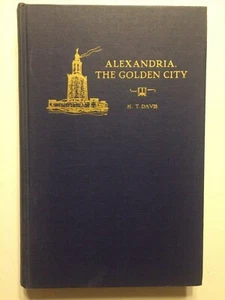 ALEXANDRIA.
THE GOLDEN CITY
H. T. DAVIS